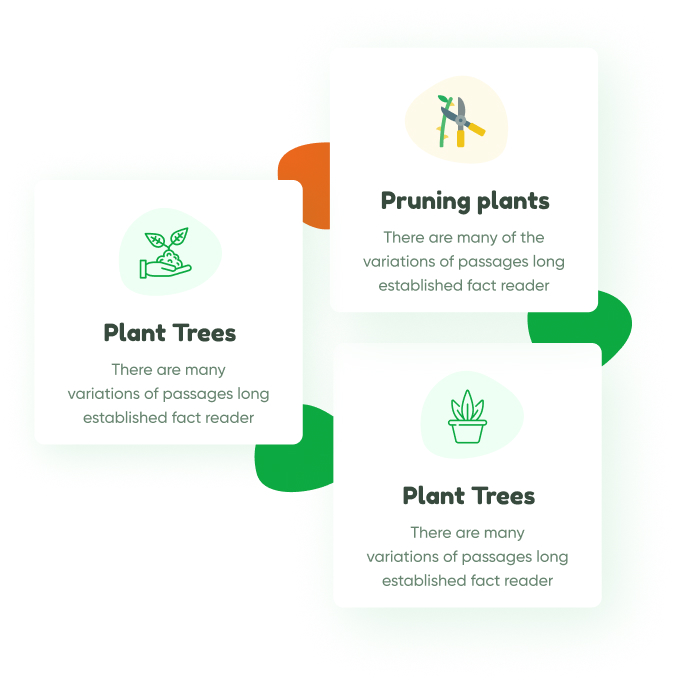 Pruning plants
There are many of the
variations of passages long
established fact reader
Plant Trees
There are many
variations of passages long
established fact reader
Plant Trees
There are many
variations of passages long
established fact reader